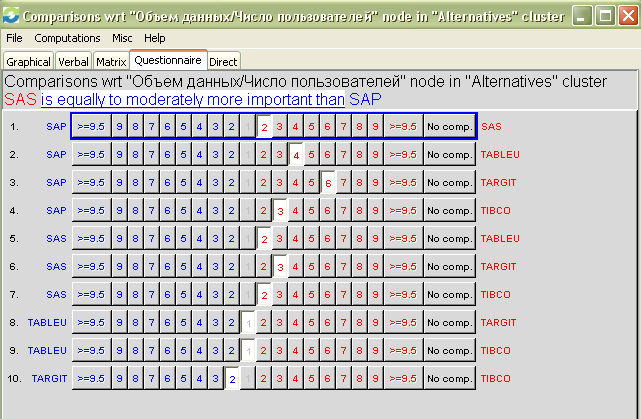 Comparisons wrt "Объем данных/Число пользователей" node in "Alternatives" cluster
File Computations Misc Help
Graphical Verbal Matrix Questionnaire Direct
Comparisons wrt "Объем данных/Число пользователей" node in "Alternatives" cluster
SAS is equally to moderately more important than SAP
1. SAP >=9.5 9 8 7 6 5 4 3 2 1 2 3 4 5 6 7 8 9 >=9.5 No comp. SAS
2. SAP >=9.5 9 8 7 6 5 4 3 2 1 2 3 4 5 6 7 8 9 >=9.5 No comp. TABLEU
3. SAP >=9.5 9 8 7 6 5 4 3 2 1 2 3 4 5 6 7 8 9 >=9.5 No comp. TARGIT
4. SAP >=9.5 9 8 7 6 5 4 3 2 1 2 3 4 5 6 7 8 9 >=9.5 No comp. TIBCO
5. SAS >=9.5 9 8 7 6 5 4 3 2 1 2 3 4 5 6 7 8 9 >=9.5 No comp. TABLEU
6. SAS >=9.5 9 8 7 6 5 4 3 2 1 2 3 4 5 6 7 8 9 >=9.5 No comp. TARGIT
7. SAS >=9.5 9 8 7 6 5 4 3 2 1 2 3 4 5 6 7 8 9 >=9.5 No comp. TIBCO
8. TABLEU >=9.5 9 8 7 6 5 4 3 2 1 2 3 4 5 6 7 8 9 >=9.5 No comp. TARGIT
9. TABLEU >=9.5 9 8 7 6 5 4 3 2 1 2 3 4 5 6 7 8 9 >=9.5 No comp. TIBCO
10. TARGIT >=9.5 9 8 7 6 5 4 3 2 1 2 3 4 5 6 7 8 9 >=9.5 No comp. TIBCO